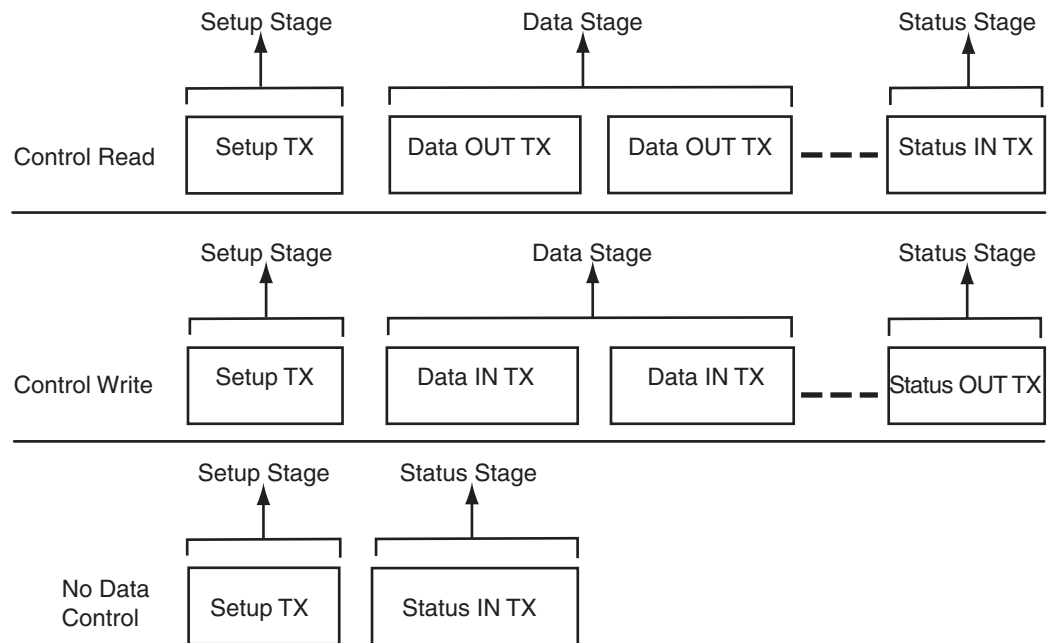 Setup Stage Data Stage Status Stage
Control Read Setup TX Data OUT TX Data OUT TX Status IN TX
Setup Stage Data Stage Status Stage
Control Write Setup TX Data IN TX Data IN TX Status OUT TX
Setup Stage Status Stage
No Data
Control Setup TX Status IN TX